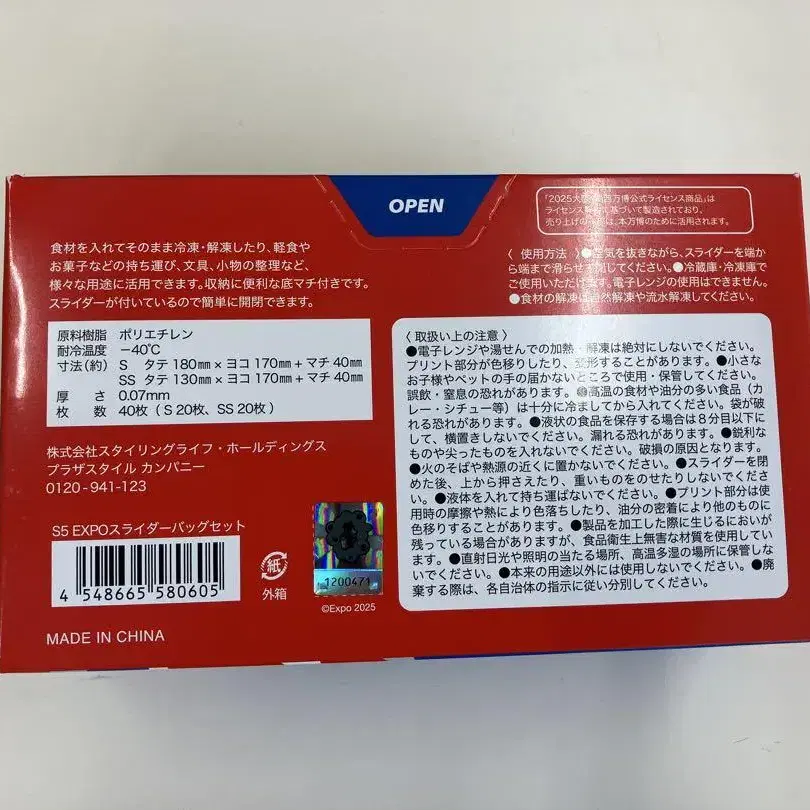 OPEN
「2025大
万博公式ライセンス商品」は
ライセンス
基づいて製造されており、
売り上げの
は、本万博のために活用されます。
食材を入れてそのまま冷凍・解凍したり、軽食や
お菓子などの持ち運び、文具、小物の整理など、
様々な用途に活用できます。収納に便利な底マチ付きです。
スライダーが付いているので簡単に開閉できます。
〈 使用方法 〉●空気を抜きながら、スライダーを端か
ら端まで滑らせて閉じてください。●冷蔵庫・冷凍庫で
ご使用いただけます。電子レンジの使用はできません。
●食材の解凍は自然解凍や流水解凍してください。
原料樹脂 ポリエチレン
耐冷温度 −40℃
寸法(約) S タテ 180㎜ × ヨコ 170㎜ + マチ 40㎜
SS タテ 130㎜ × ヨコ 170㎜ + マチ 40㎜
厚 さ 0.07mm
枚 数 40枚 ( S 20枚、SS 20枚 )
株式会社スタイリングライフ・ホールディングス
プラザスタイル カンパニー
0120-941-123
S5 EXPOスライダーバッグセット
4 548665 580605
MADE IN CHINA
紙
外箱
1200471
©Expo 2025
〈 取扱い上の注意 〉
●電子レンジや湯せんでの加熱・解凍は絶対にしないでください。
プリント部分が色移りしたり、変形することがあります。●小さな
お子様やペットの手の届かないところで使用・保管してください。
誤飲・窒息の恐れがあります。●高温の食材や油分の多い食品(カ
レー・シチュー等)は十分に冷ましてから入れてください。袋が破
れる恐れがあります。●液状の食品を保存する場合は8分目以下に
して、横置きしないでください。漏れる恐れがあります。●鋭利な
ものや尖ったものを入れないでください。破損の原因となります。
●火のそばや熱源の近くに置かないでください。●スライダーを閉
めた後、上から押さえたり、重いものをのせたりしないでください。
●液体を入れて持ち運ばないでください。●プリント部分は使
用時の摩擦や熱により色落ちしたり、油分の密着により他のものに
色移りすることがあります。●製品を加工した際に生じるにおいが
残っている場合がありますが、食品衛生上無害な材質を使用してい
ます。●直射日光や照明の当たる場所、高温多湿の場所に保管しな
いでください。●本来の用途以外には使用しないでください。●廃
棄する際は、各自治体の指示に従い分別してください。